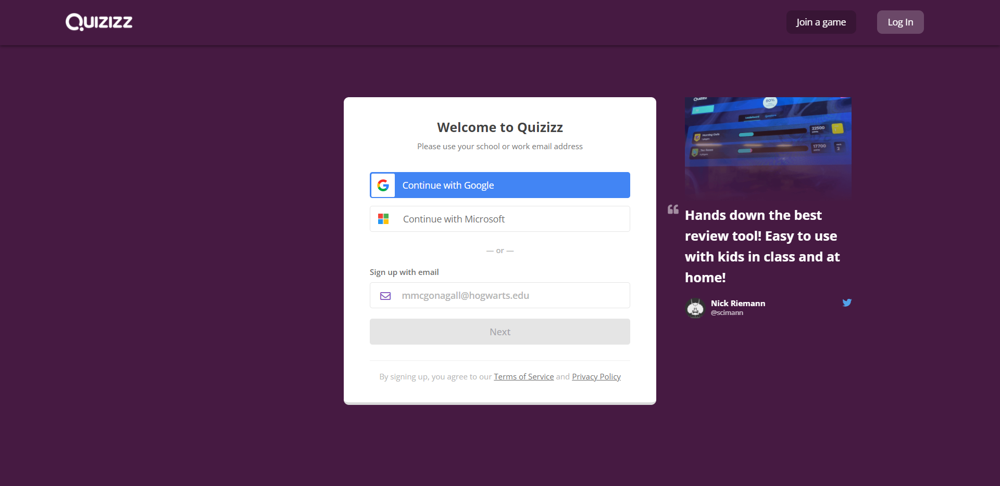 Quizizz
Join a game
Log In
Welcome to Quizizz
Please use your school or work email address
Continue with Google
Continue with Microsoft
— or —
Sign up with email
mmcgonagall@hogwarts.edu
Next
By signing up, you agree to our Terms of Service and Privacy Policy
Quizizz
80%
Leaderboard Questions
Morning Owls
22500
17700
2
“
Hands down the best
review tool! Easy to use
with kids in class and at
home!
Nick Riemann
@scimann